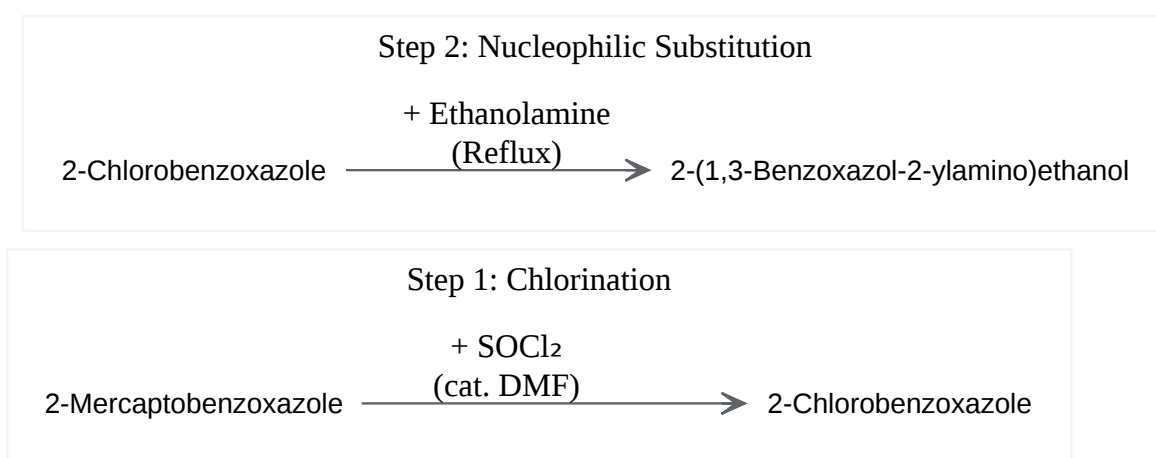 Step 2: Nucleophilic Substitution
+ Ethanolamine
(Reflux)
2-Chlorobenzoxazole
2-(1,3-Benzoxazol-2-ylamino)ethanol
Step 1: Chlorination
+ SOCl₂
(cat. DMF)
2-Mercaptobenzoxazole
2-Chlorobenzoxazole